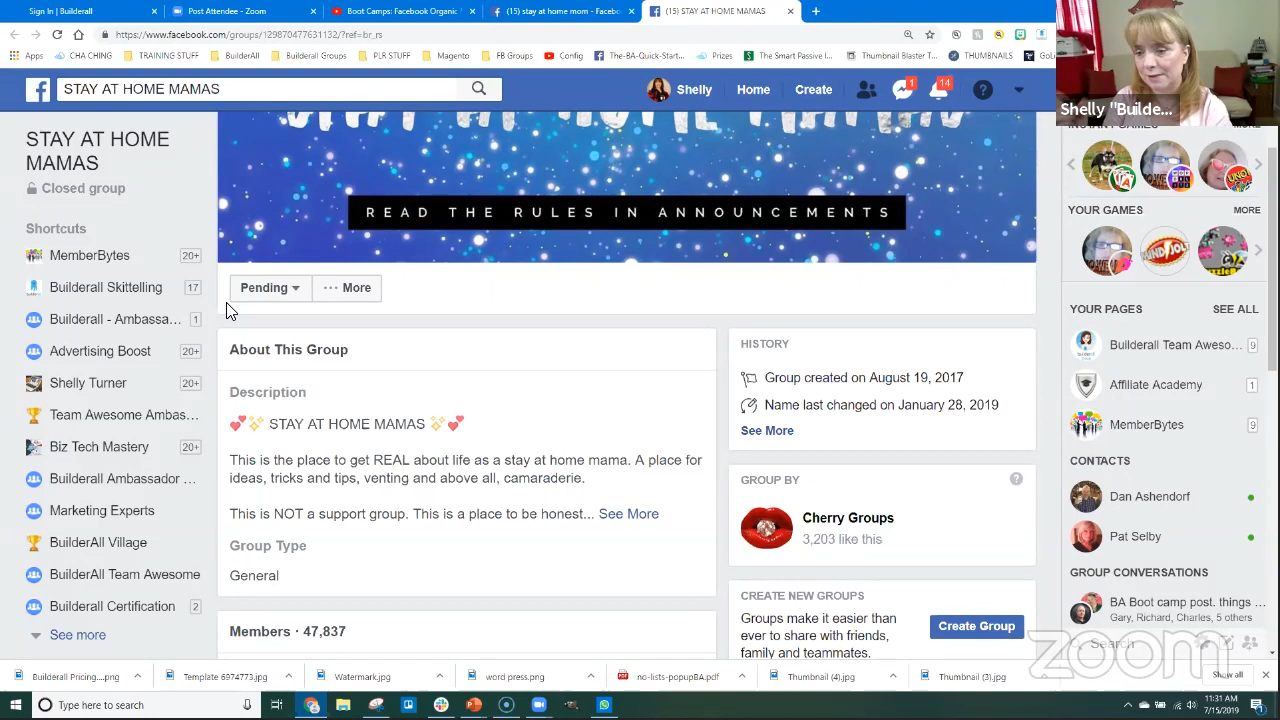 Sign In | Builderall
Post Attendee - Zoom
Boot Camps: Facebook Organic
(15) stay at home mom - Facebo
(15) STAY AT HOME MAMAS
https://www.facebook.com/groups/129870477631132/?ref=br_rs
Apps
CHA CHING
TRAINING STUFF
BuilderAll
Builderall Groups
PLR STUFF
Magento
FB Groups
Config
The-BA-Quick-Start...
Prizes
The Smart Passive I...
Thumbnail Blaster T...
THUMBNAILS
GoL
Shelly "Builde...
STAY AT HOME MAMAS
Shelly
Home
Create
1
14
STAY AT HOME
MAMAS
Closed group
Shortcuts
MemberBytes 20+
Builderall Skittelling 17
Builderall - Ambassa... 1
Advertising Boost 20+
Shelly Turner 20+
Team Awesome Ambas...
Biz Tech Mastery 20+
Builderall Ambassador ...
Marketing Experts
BuilderAll Village
BuilderAll Team Awesome
Builderall Certification 2
See more
STAY AT HOME MAMAS
READ THE RULES IN ANNOUNCEMENTS
Pending
··· More
About This Group
Description
💕✨ STAY AT HOME MAMAS ✨💕
This is the place to get REAL about life as a stay at home mama. A place for
ideas, tricks and tips, venting and above all, camaraderie.
This is NOT a support group. This is a place to be honest... See More
Group Type
General
Members · 47,837
HISTORY
Group created on August 19, 2017
Name last changed on January 28, 2019
See More
GROUP BY
Cherry Groups
3,203 like this
CREATE NEW GROUPS
Groups make it easier than
ever to share with friends,
family and teammates.
Create Group
INSTANT GAMES
MORE
UNO
YOUR GAMES
MORE
YOUR PAGES
SEE ALL
Builderall Team Aweso... 9
Affiliate Academy 1
MemberBytes 9
CONTACTS
Dan Ashendorf
Pat Selby
GROUP CONVERSATIONS
BA Boot camp post. things ...
Gary, Richard, Charles, 5 others
Search
zoom
Builderall Pricing....png
Template 6974773.jpg
Watermark.jpg
word press.png
no-lists-popupBA.pdf
Thumbnail (4).jpg
Thumbnail (3).jpg
Show all
Type here to search
11:31 AM
7/15/2019